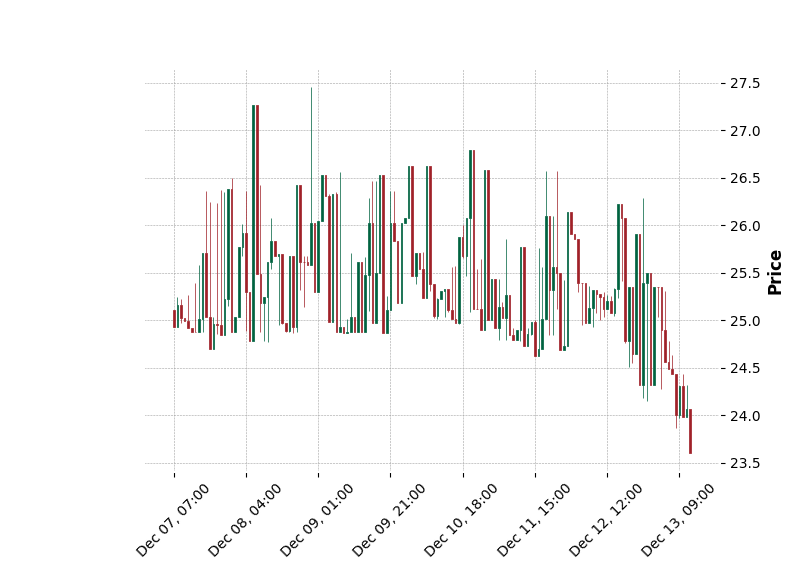 27.5
27.0
26.5
26.0
25.5
25.0
24.5
24.0
23.5
Price
Dec 07, 07:00
Dec 08, 04:00
Dec 09, 01:00
Dec 09, 21:00
Dec 10, 18:00
Dec 11, 15:00
Dec 12, 12:00
Dec 13, 09:00